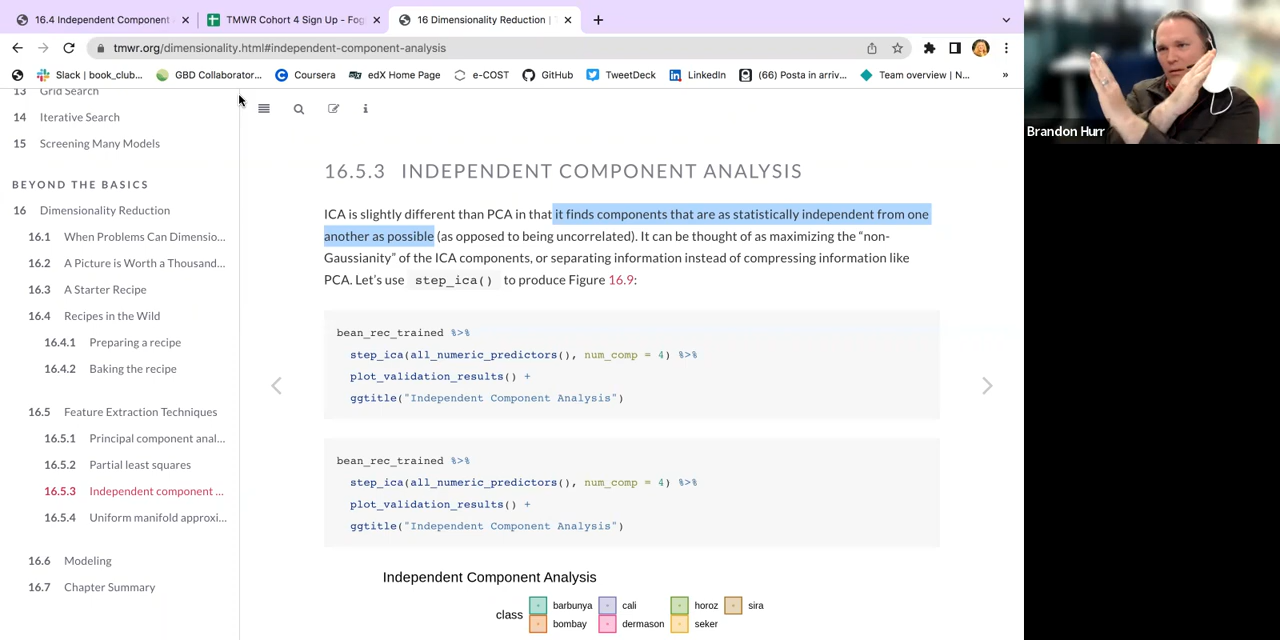 16.4 Independent Component
TMWR Cohort 4 Sign Up - Fog
16 Dimensionality Reduction | T
tmwr.org/dimensionality.html#independent-component-analysis
Slack | book_club... GBD Collaborator... Coursera edX Home Page e-COST GitHub TweetDeck LinkedIn (66) Posta in arriv... Team overview | N... »
13 Grid Search
14 Iterative Search
15 Screening Many Models
BEYOND THE BASICS
16 Dimensionality Reduction
16.1 When Problems Can Dimensio...
16.2 A Picture is Worth a Thousand...
16.3 A Starter Recipe
16.4 Recipes in the Wild
16.4.1 Preparing a recipe
16.4.2 Baking the recipe
16.5 Feature Extraction Techniques
16.5.1 Principal component anal...
16.5.2 Partial least squares
16.5.3 Independent component ...
16.5.4 Uniform manifold approxi...
16.6 Modeling
16.7 Chapter Summary
16.5.3 INDEPENDENT COMPONENT ANALYSIS
ICA is slightly different than PCA in that it finds components that are as statistically independent from one
another as possible (as opposed to being uncorrelated). It can be thought of as maximizing the “non-
Gaussianity” of the ICA components, or separating information instead of compressing information like
PCA. Let’s use step_ica() to produce Figure 16.9:
bean_rec_trained %>%
step_ica(all_numeric_predictors(), num_comp = 4) %>%
plot_validation_results() +
ggtitle("Independent Component Analysis")
bean_rec_trained %>%
step_ica(all_numeric_predictors(), num_comp = 4) %>%
plot_validation_results() +
ggtitle("Independent Component Analysis")
Independent Component Analysis
class
barbunya cali horoz sira
bombay dermason seker
Brandon Hurr